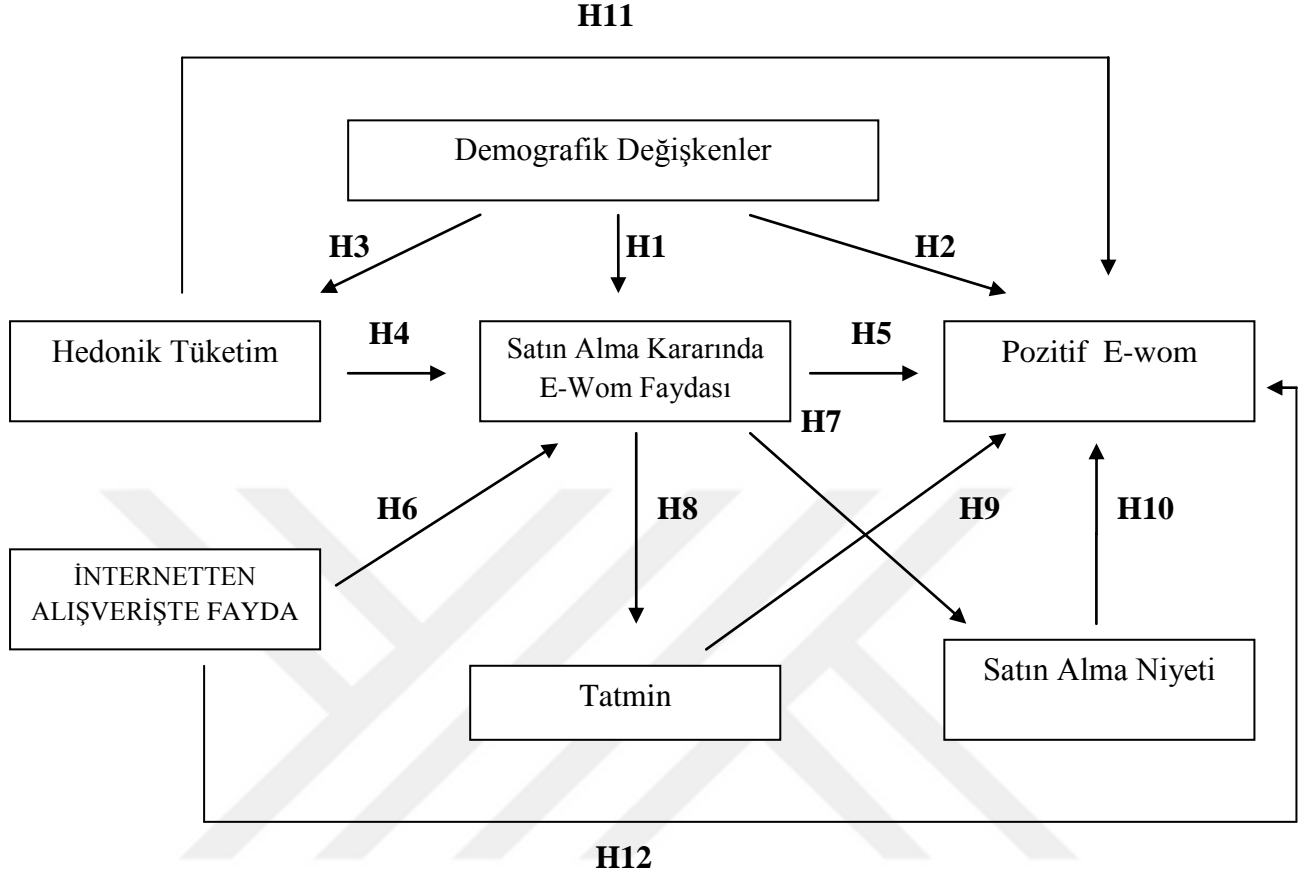 H11
Demografik Değişkenler
H3
H1
H2
Hedonik Tüketim
H4
Satın Alma Kararında
E-Wom Faydası
H5
Pozitif E-wom
H7
H6
H8
H9
H10
İNTERNETTEN
ALIŞVERİŞTE FAYDA
Tatmin
Satın Alma Niyeti
H12